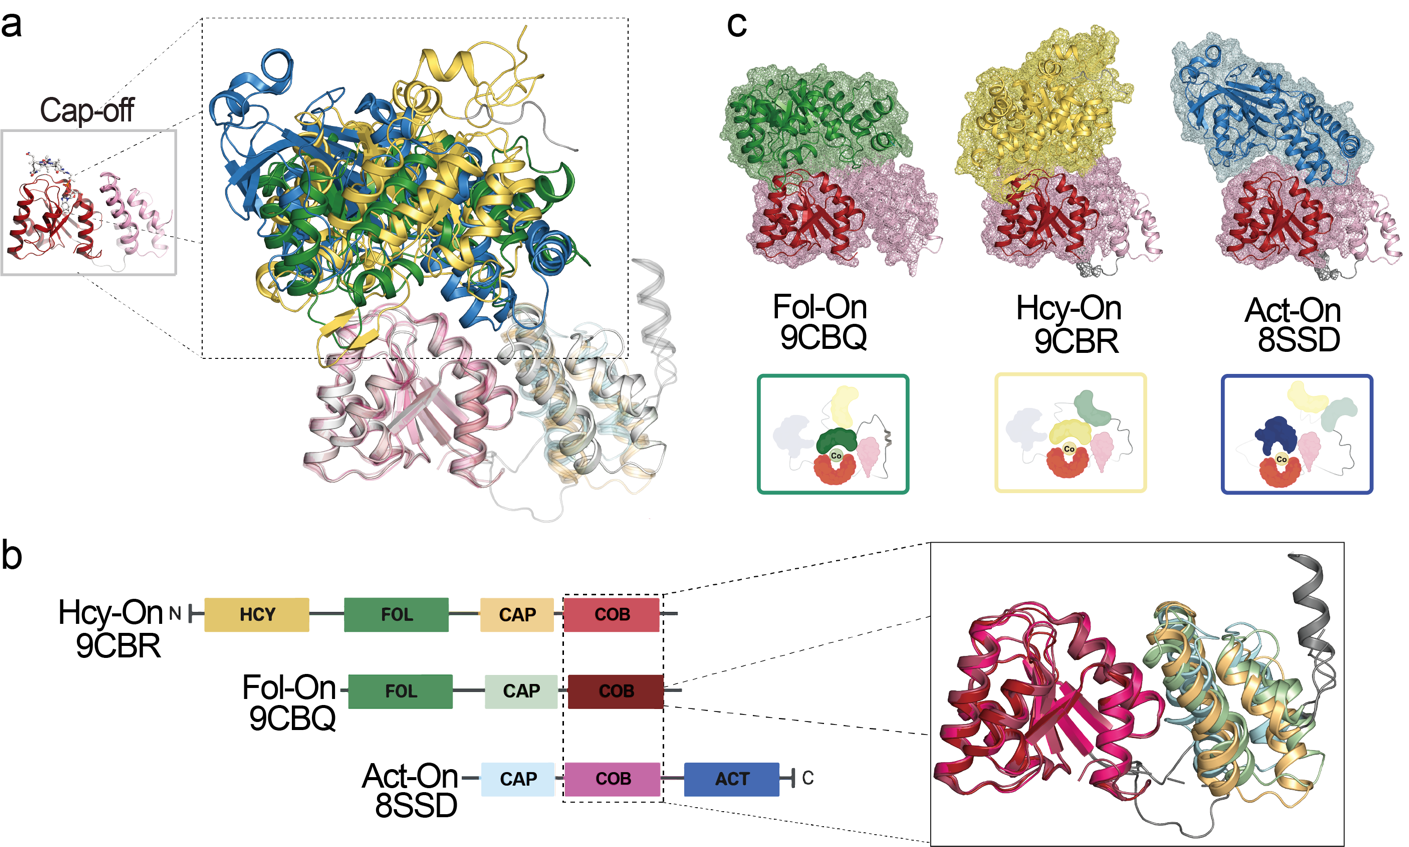 a
Cap-off
c
Fol-On
9CBQ
Hcy-On
9CBR
Act-On
8SSD
Co
Co
Co
b
Hcy-On
9CBR
N
HCY
FOL
CAP
COB
Fol-On
9CBQ
FOL
CAP
COB
Act-On
8SSD
CAP
COB
ACT
C